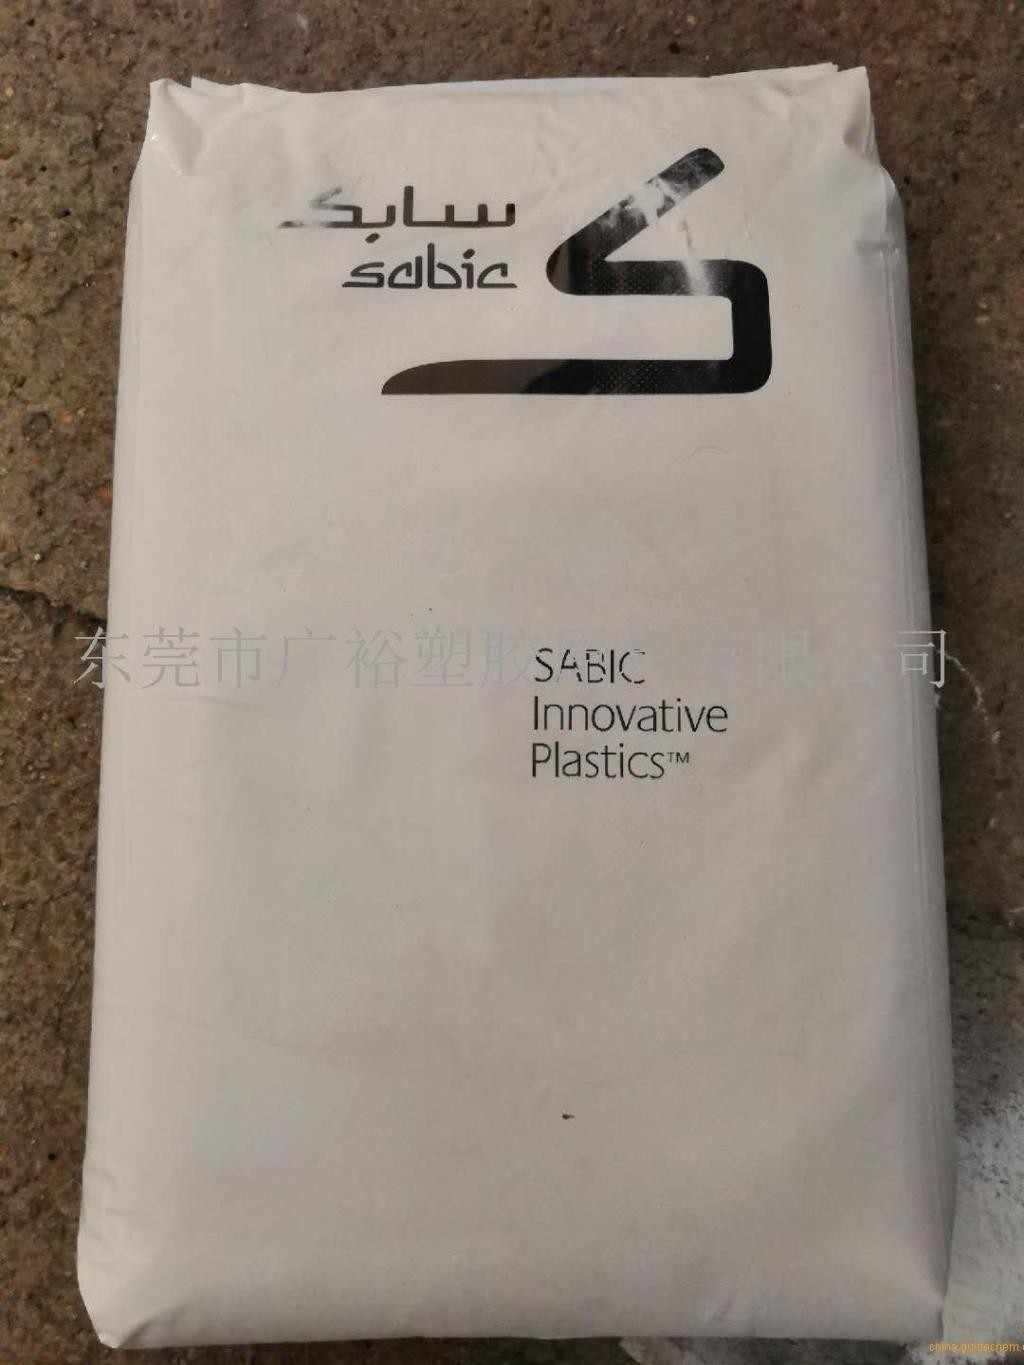 سابك
sabic
东莞市广裕塑胶原料有限公司
SABIC
Innovative
Plastics™
china.guidechem.